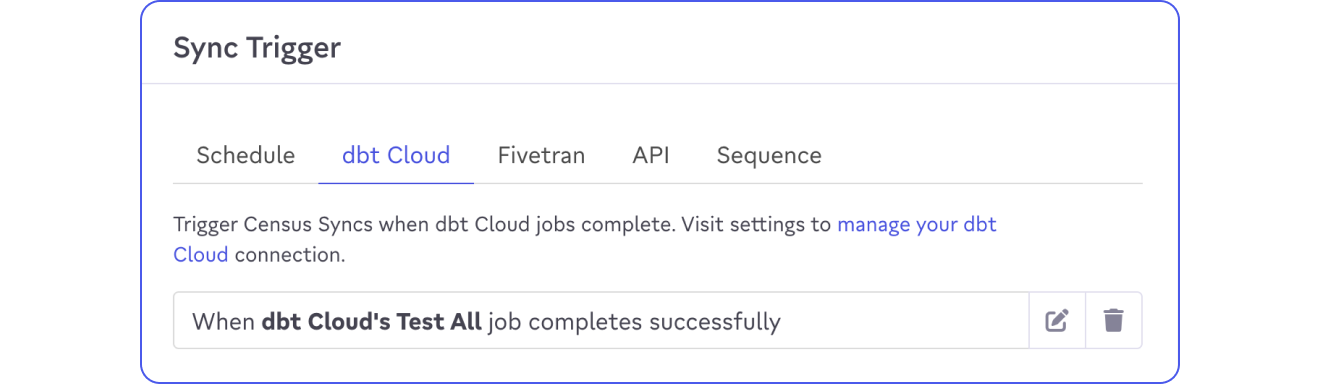 Sync Trigger
Schedule dbt Cloud Fivetran API Sequence
Trigger Census Syncs when dbt Cloud jobs complete. Visit settings to manage your dbt
Cloud connection.
When dbt Cloud's Test All job completes successfully